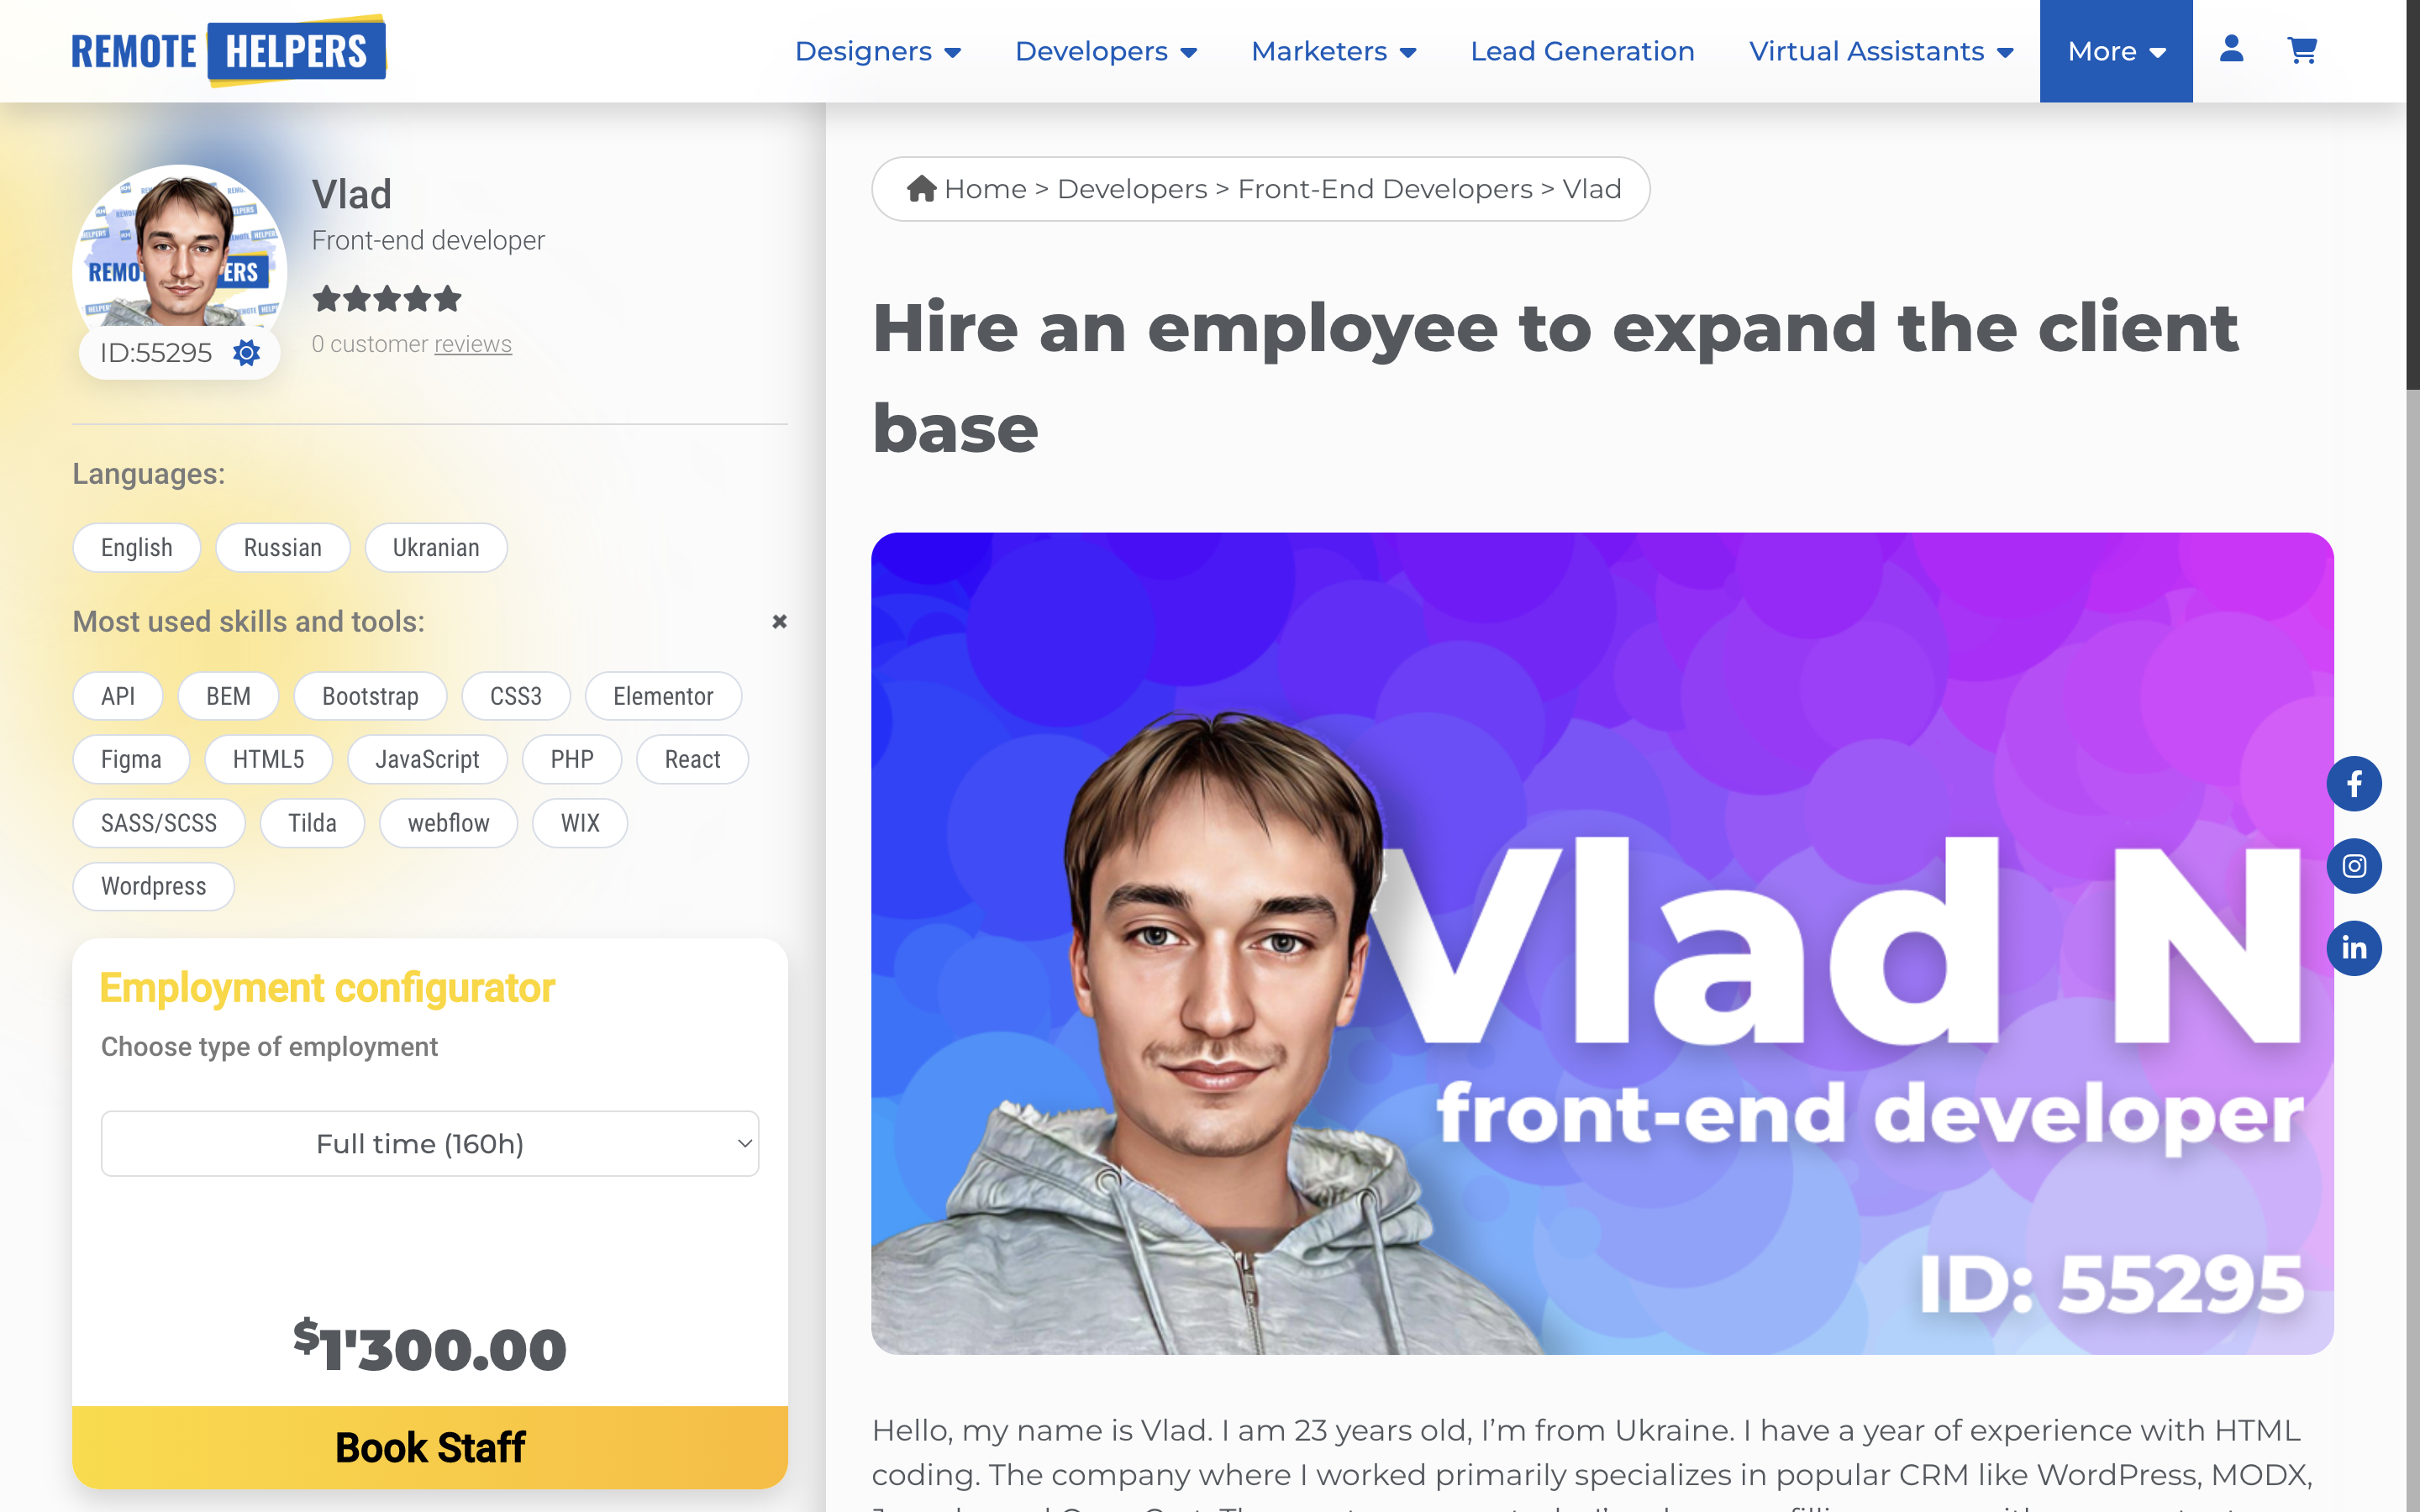 REMOTE HELPERS
Designers
Developers
Marketers
Lead Generation
Virtual Assistants
More
Vlad
Front-end developer
0 customer reviews
ID:55295
Languages:
English
Russian
Ukranian
Most used skills and tools:
API
BEM
Bootstrap
CSS3
Elementor
Figma
HTML5
JavaScript
PHP
React
SASS/SCSS
Tilda
webflow
WIX
Wordpress
Employment configurator
Choose type of employment
Full time (160h)
$1'300.00
Book Staff
Home > Developers > Front-End Developers > Vlad
Hire an employee to expand the client
base
Vlad N
front-end developer
ID: 55295
Hello, my name is Vlad. I am 23 years old, I’m from Ukraine. I have a year of experience with HTML
coding. The company where I worked primarily specializes in popular CRM like WordPress, MODX,